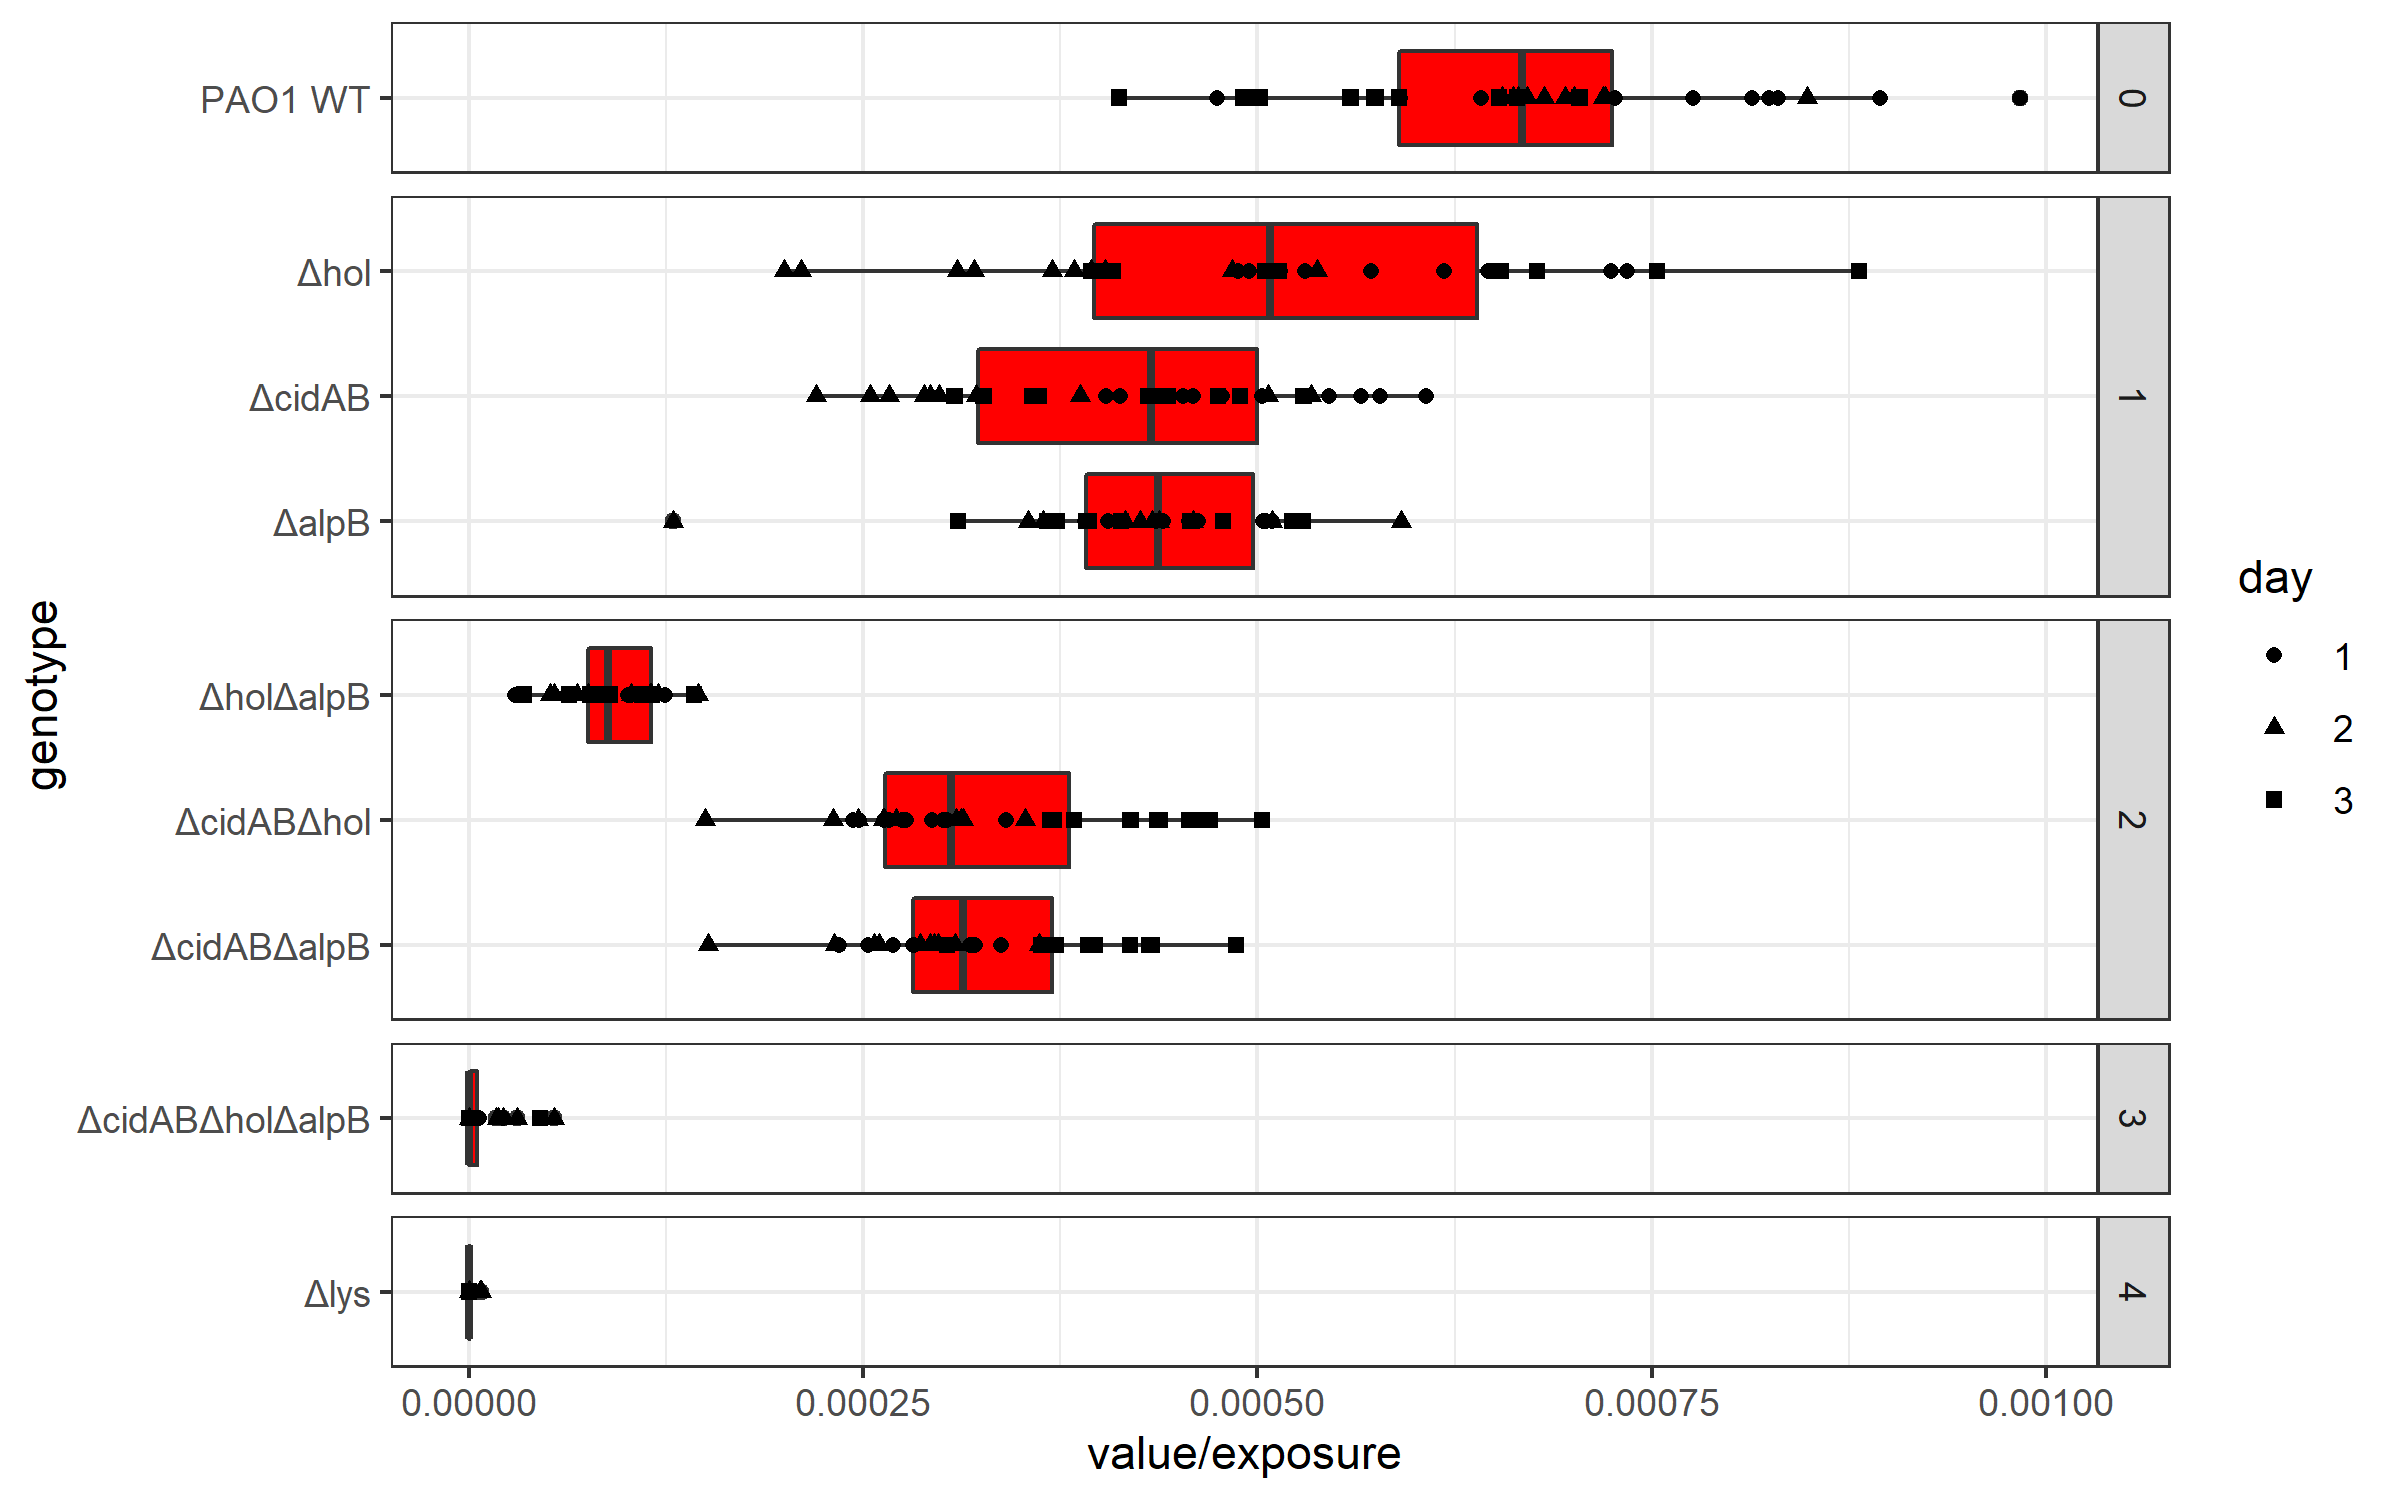 PAO1 WT
0
Δhol
ΔcidAB
ΔalpB
1
ΔholΔalpB
ΔcidABΔhol
ΔcidABΔalpB
2
ΔcidABΔholΔalpB
3
Δlys
4
0.00000 0.00025 0.00050 0.00075 0.00100
value/exposure
genotype
day
1
2
3